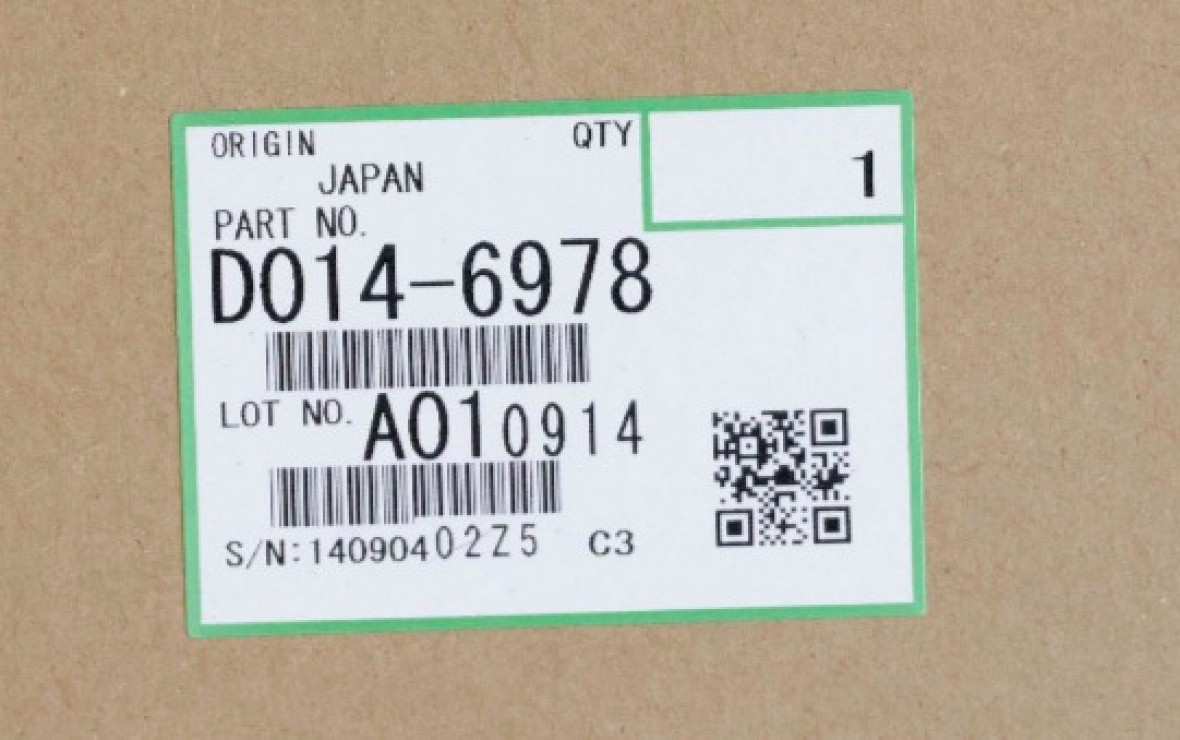 ORIGIN
QTY
1
JAPAN
PART NO.
D014-6978
LOT NO. A010914
S/N:14090402Z5 C3